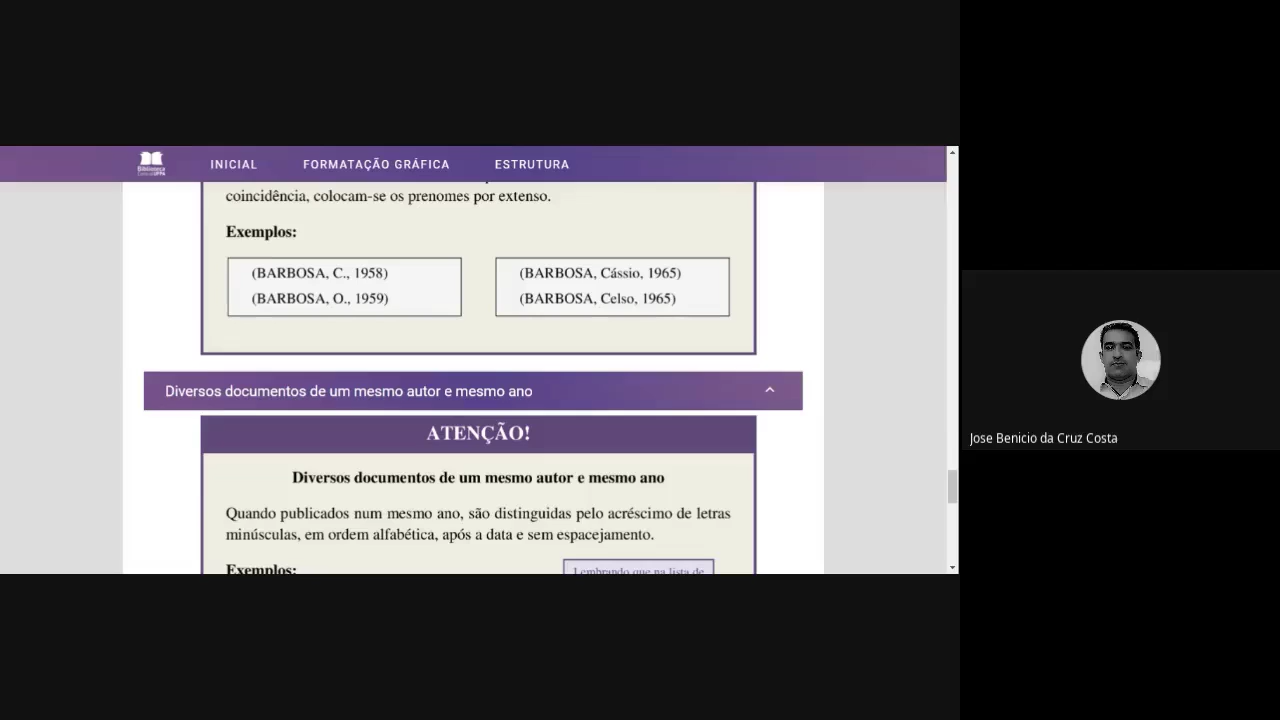 Biblioteca
INICIAL
FORMATAÇÃO GRÁFICA
ESTRUTURA
coincidência, colocam-se os prenomes por extenso.
Exemplos:
(BARBOSA, C., 1958)
(BARBOSA, O., 1959)
(BARBOSA, Cássio, 1965)
(BARBOSA, Celso, 1965)
Diversos documentos de um mesmo autor e mesmo ano
ATENÇÃO!
Diversos documentos de um mesmo autor e mesmo ano
Quando publicados num mesmo ano, são distinguidas pelo acréscimo de letras
minúsculas, em ordem alfabética, após a data e sem espacejamento.
Exemplos:
Lembrando que na lista de
Jose Benicio da Cruz Costa